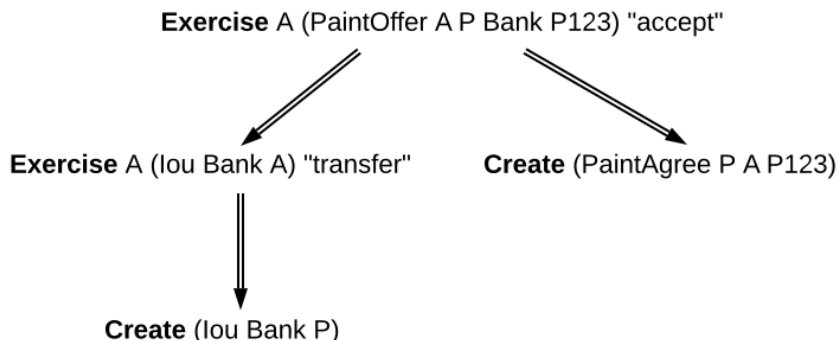 Exercise A (PaintOffer A P Bank P123) "accept"
Exercise A (Iou Bank A) "transfer"
Create (PaintAgree P A P123)
Create (Iou Bank P)